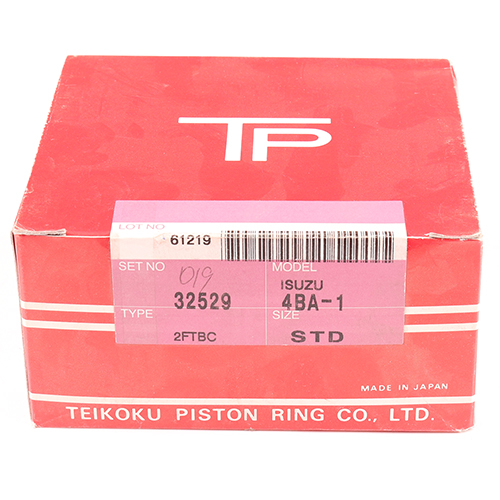 TP
LOT NO
61219
SET NO 019 MODEL
ISUZU
32529 4BA-1
TYPE SIZE
2FTBC STD
MADE IN JAPAN
TEIKOKU PISTON RING CO., LTD.